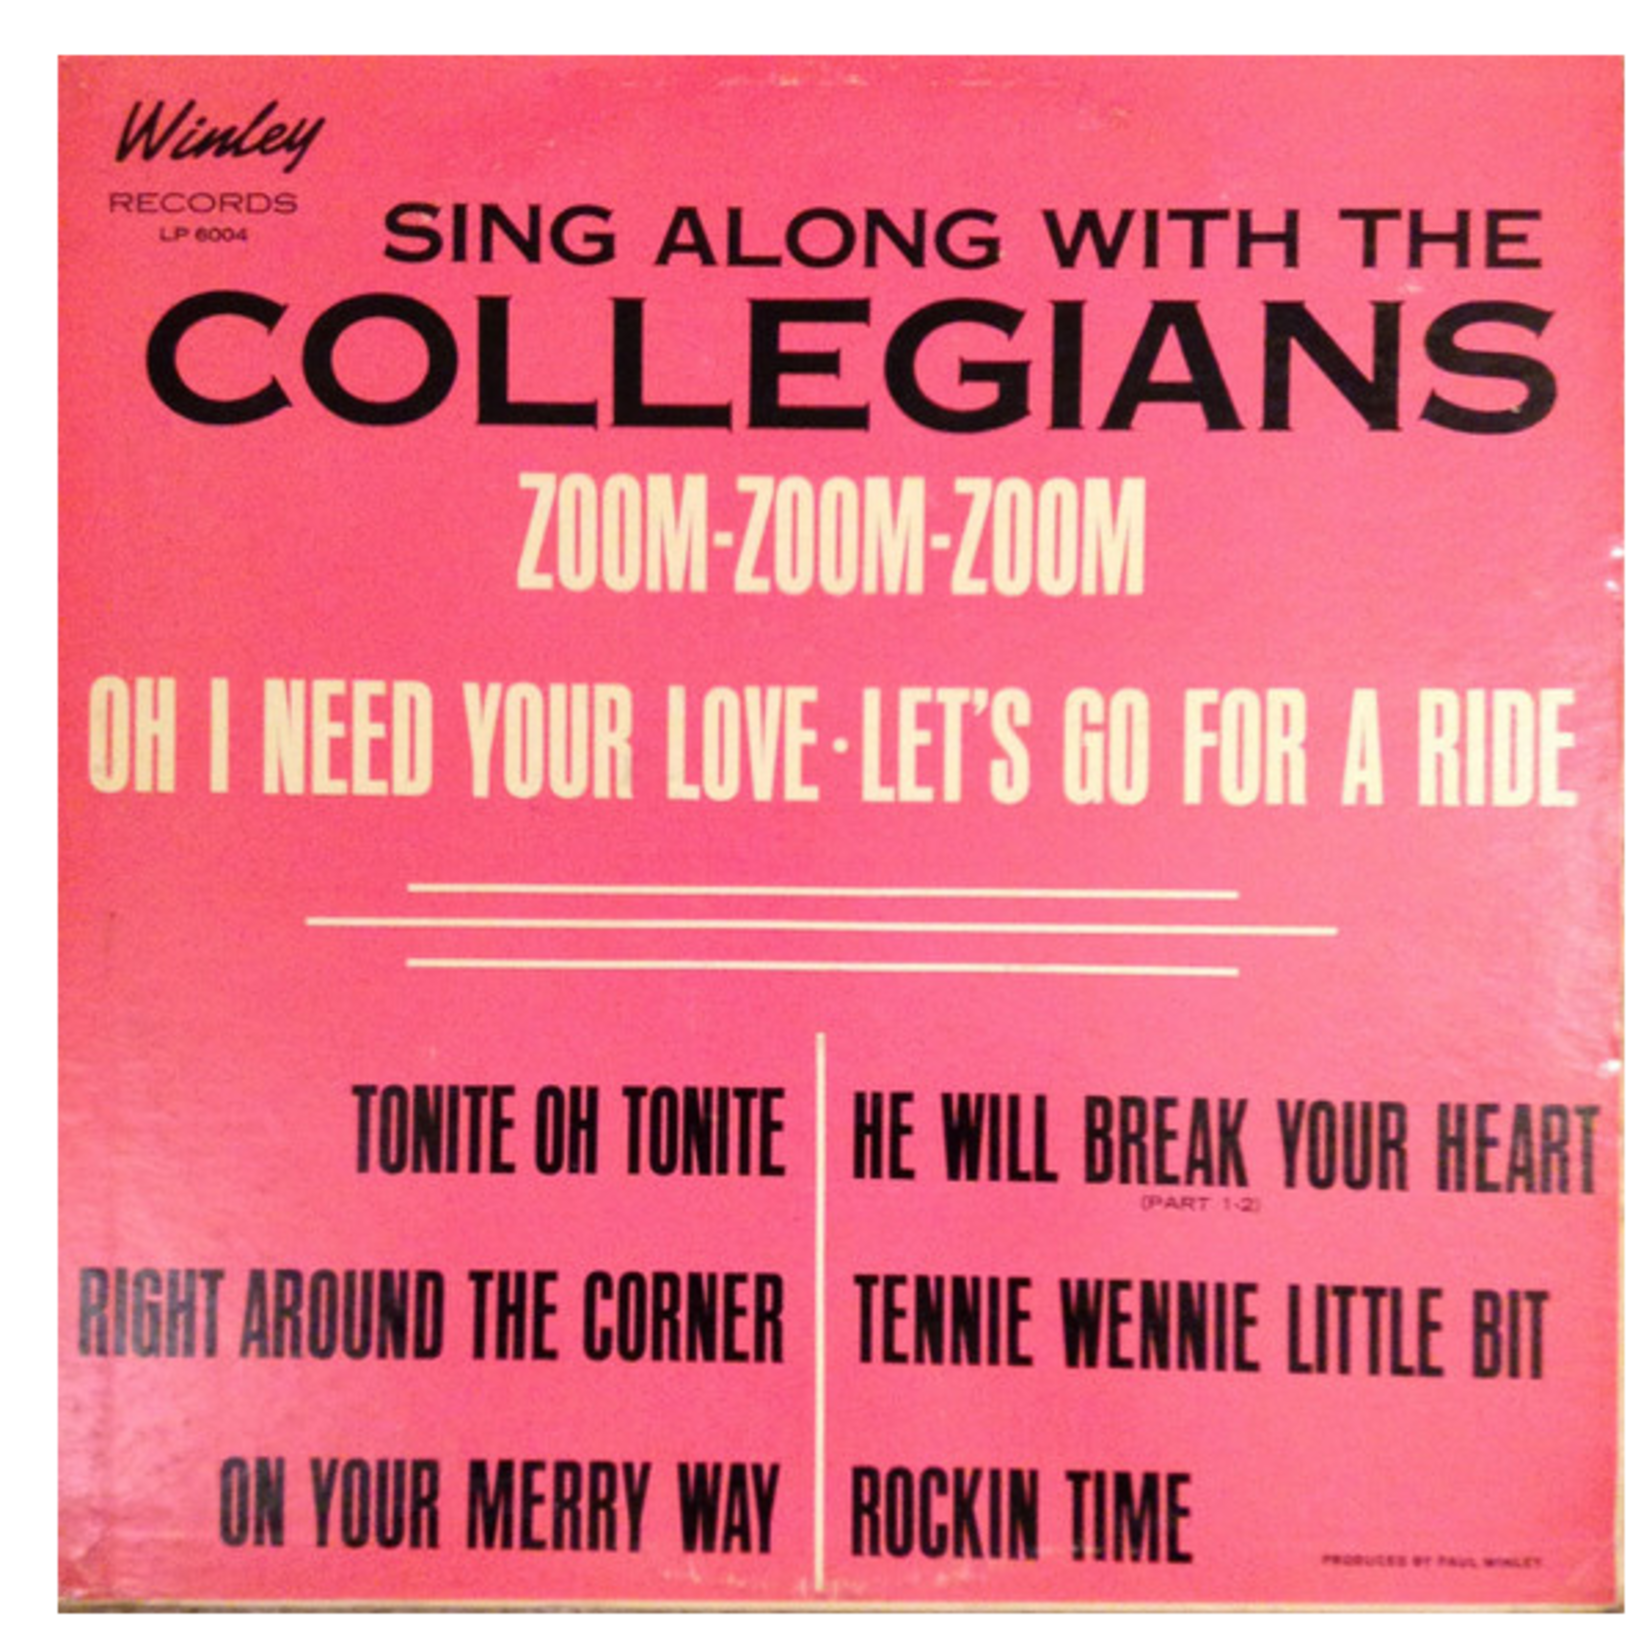 Winley
RECORDS
LP 6004
SING ALONG WITH THE
COLLEGIANS
ZOOM-ZOOM-ZOOM
OH I NEED YOUR LOVE · LET'S GO FOR A RIDE
TONITE OH TONITE
RIGHT AROUND THE CORNER
ON YOUR MERRY WAY
HE WILL BREAK YOUR HEART
(PART 1-2)
TENNIE WENNIE LITTLE BIT
ROCKIN TIME
PRODUCED BY PAUL WINLEY